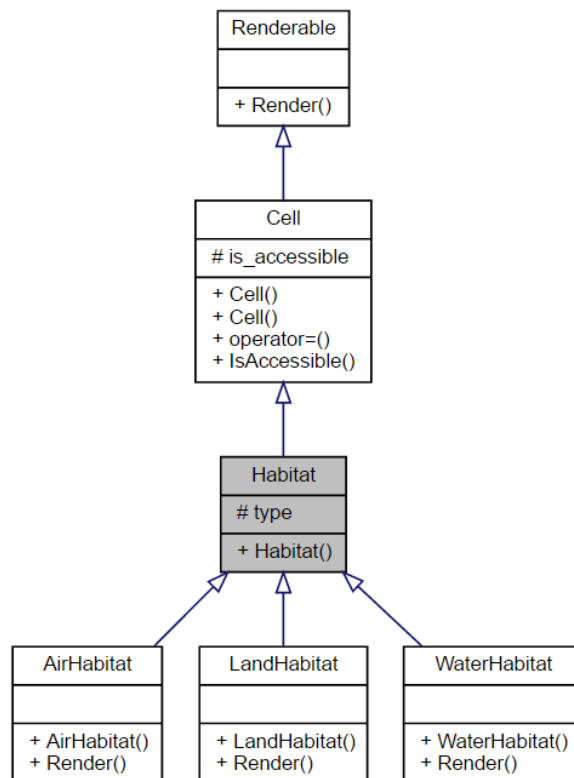 Renderable
+ Render()
Cell
# is_accessible
+ Cell()
+ Cell()
+ operator=()
+ IsAccessible()
Habitat
# type
+ Habitat()
AirHabitat
+ AirHabitat()
+ Render()
LandHabitat
+ LandHabitat()
+ Render()
WaterHabitat
+ WaterHabitat()
+ Render()